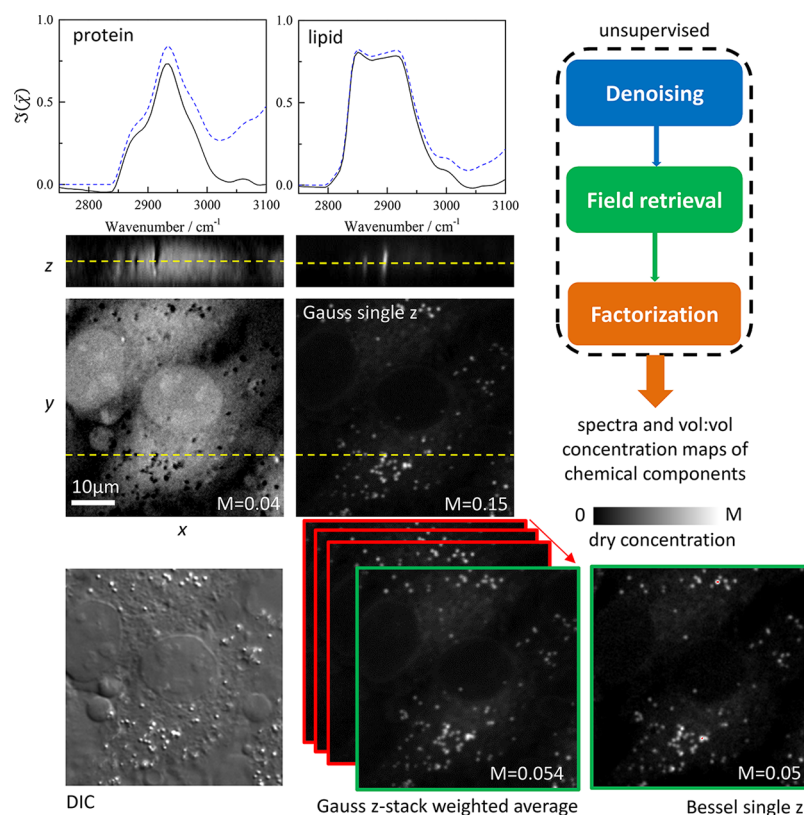 protein
lipid
unsupervised
1.0
0.5
0.0
ℑ(χ̄)
2800 2900 3000 3100
Wavenumber / cm⁻¹
2800 2900 3000 3100
Wavenumber / cm⁻¹
Denoising
Field retrieval
Factorization
spectra and vol:vol
concentration maps of
chemical components
0 M
dry concentration
z
y
x
10µm
M=0.04
Gauss single z
M=0.15
DIC
M=0.054
Gauss z-stack weighted average
M=0.05
Bessel single z